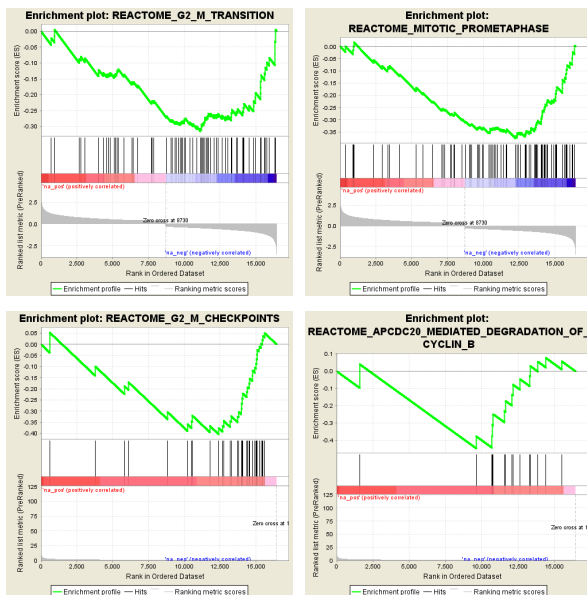 Enrichment plot: REACTOME_G2_M_TRANSITION
Enrichment score (ES)
0.00
-0.05
-0.10
-0.15
-0.20
-0.25
-0.30
'na_pos' (positively correlated)
Ranked list metric (PreRanked)
2.5
0.0
-2.5
Zero cross at 8730
'na_neg' (negatively correlated)
0
2,500
5,000
7,500
10,000
12,500
15,000
Rank in Ordered Dataset
Enrichment profile
Hits
Ranking metric scores
Enrichment plot:
REACTOME_MITOTIC_PROMETAPHASE
Enrichment score (ES)
0.00
-0.05
-0.10
-0.15
-0.20
-0.25
-0.30
-0.35
'na_pos' (positively correlated)
Ranked list metric (PreRanked)
2.5
0.0
-2.5
Zero cross at 8730
'na_neg' (negatively correlated)
0
2,500
5,000
7,500
10,000
12,500
15,000
Rank in Ordered Dataset
Enrichment profile
Hits
Ranking metric scores
Enrichment plot: REACTOME_G2_M_CHECKPOINTS
Enrichment score (ES)
0.05
0.00
-0.05
-0.10
-0.15
-0.20
-0.25
-0.30
-0.35
-0.40
'na_pos' (positively correlated)
Ranked list metric (PreRanked)
125
100
75
50
25
0
Zero cross at 1
'na_neg' (negatively correlated)
0
2,500
5,000
7,500
10,000
12,500
15,000
Rank in Ordered Dataset
Enrichment profile
Hits
Ranking metric scores
Enrichment plot:
REACTOME_APCDC20_MEDIATED_DEGRADATION_OF_
CYCLIN_B
Enrichment score (ES)
0.1
0.0
-0.1
-0.2
-0.3
-0.4
'na_pos' (positively correlated)
Ranked list metric (PreRanked)
125
100
75
50
25
0
Zero cross at 1
'na_neg' (negatively correlated)
0
2,500
5,000
7,500
10,000
12,500
15,000
Rank in Ordered Dataset
Enrichment profile
Hits
Ranking metric scores